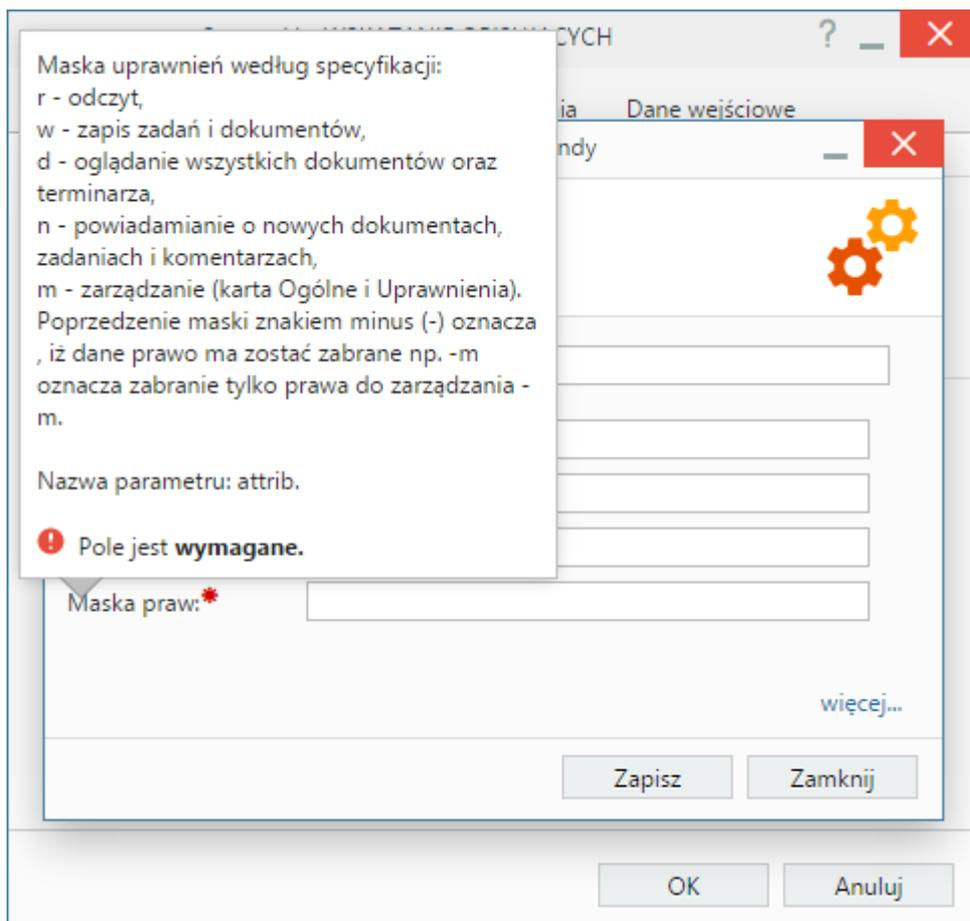 CYCH
?
Maska uprawnień według specyfikacji:
r - odczyt,
w - zapis zadań i dokumentów,
d - oglądanie wszystkich dokumentów oraz
terminarza,
n - powiadamianie o nowych dokumentach,
zadaniach i komentarzach,
m - zarządzanie (karta Ogólne i Uprawnienia).
Poprzedzenie maski znakiem minus (-) oznacza
, iż dane prawo ma zostać zabrane np. -m
oznacza zabranie tylko prawa do zarządzania -
m.
Nazwa parametru: attrib.
Pole jest wymagane.
ia Dane wejściowe
ndy
Maska praw:
więcej...
Zapisz Zamknij
OK Anuluj